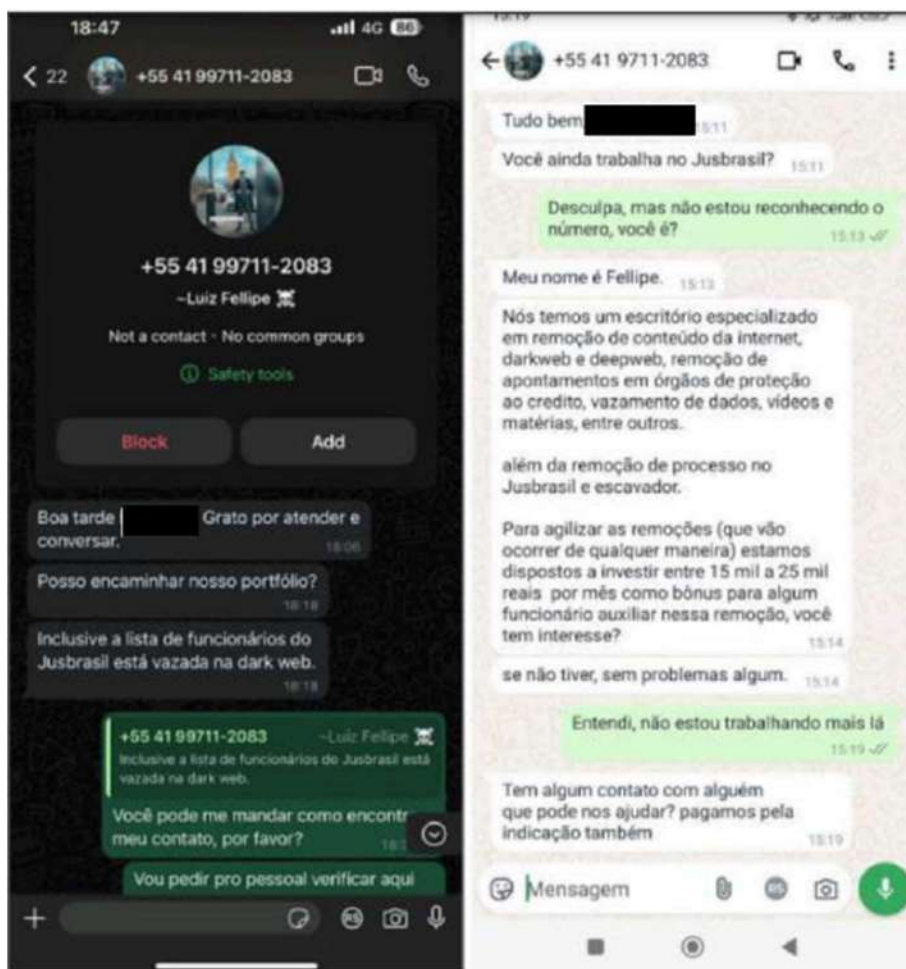 18:47
4G 86
22
+55 41 99711-2083
+55 41 99711-2083
~Luiz Fellipe
Not a contact - No common groups
Safety tools
Block
Add
Boa tarde
Grato por atender e
conversar.
18:06
Posso encaminhar nosso portfólio?
18:18
Inclusive a lista de funcionários do
Jusbrasil está vazada na dark web.
18:18
+55 41 99711-2083
~Luiz Fellipe
Inclusive a lista de funcionários do Jusbrasil está
vazada na dark web.
Você pode me mandar como encontr
meu contato, por favor?
Vou pedir pro pessoal verificar aqui
15:19
+55 41 9711-2083
Tudo bem
15:11
Você ainda trabalha no Jusbrasil?
15:11
Desculpa, mas não estou reconhecendo o
número, você é?
15:13
Meu nome é Fellipe.
15:13
Nós temos um escritório especializado
em remoção de conteúdo da internet,
darkweb e deepweb, remoção de
apontamentos em órgãos de proteção
ao credito, vazamento de dados, vídeos e
matérias, entre outros.
além da remoção de processo no
Jusbrasil e escavador.
Para agilizar as remoções (que vão
ocorrer de qualquer maneira) estamos
dispostos a investir entre 15 mil a 25 mil
reais por mês como bônus para algum
funcionário auxiliar nessa remoção, você
tem interesse?
15:14
se não tiver, sem problemas algum.
15:14
Entendi, não estou trabalhando mais lá
15:19
Tem algum contato com alguém
que pode nos ajudar? pagamos pela
indicação também
15:19
Mensagem